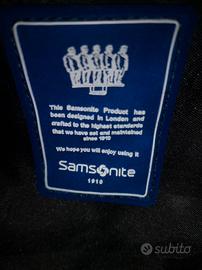 This Samsonite Product has
been designed in London and
crafted to the highest standards
that we have set and maintained
since 1910
We hope you will enjoy using it
Samsonite
1910
subito